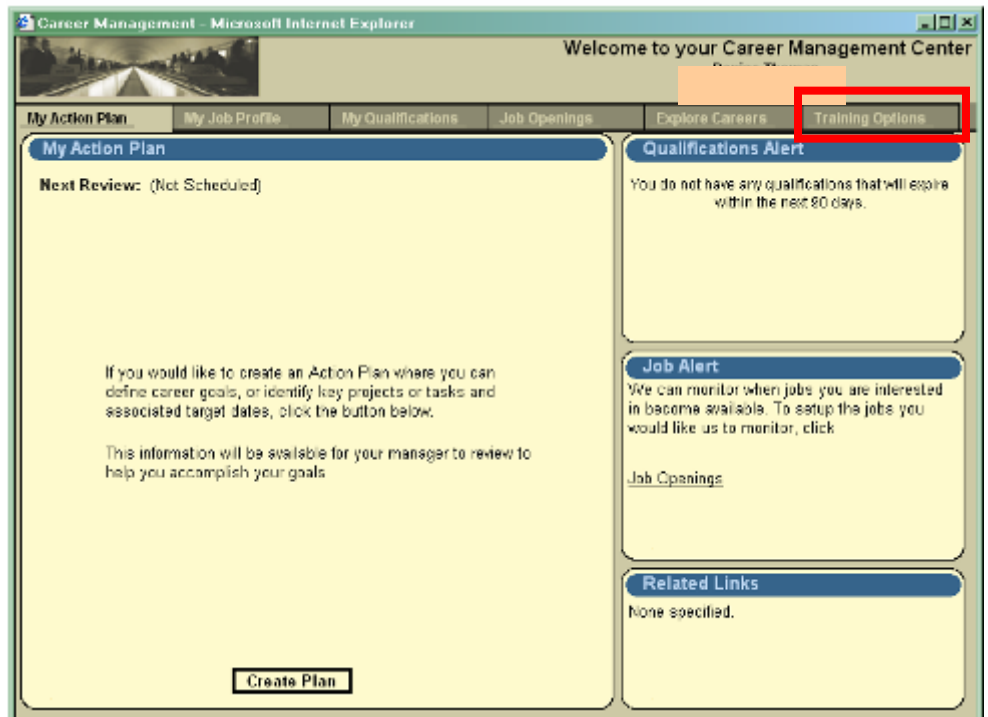 Career Management - Microsoft Internet Explorer
Welcome to your Career Management Center
My Action Plan
My Job Profile
My Qualifications
Job Openings
Explore Careers
Training Options
My Action Plan
Next Review: (Not Scheduled)
If you would like to create an Action Plan where you can
define career goals, or identify key projects or tasks and
associated target dates, click the button below.
This information will be available for your manager to review to
help you accomplish your goals
Create Plan
Qualifications Alert
You do not have any qualifications that will expire
within the next 90 days.
Job Alert
We can monitor when jobs you are interested
in become available. To setup the jobs you
would like us to monitor, click
Job Openings
Related Links
None specified.